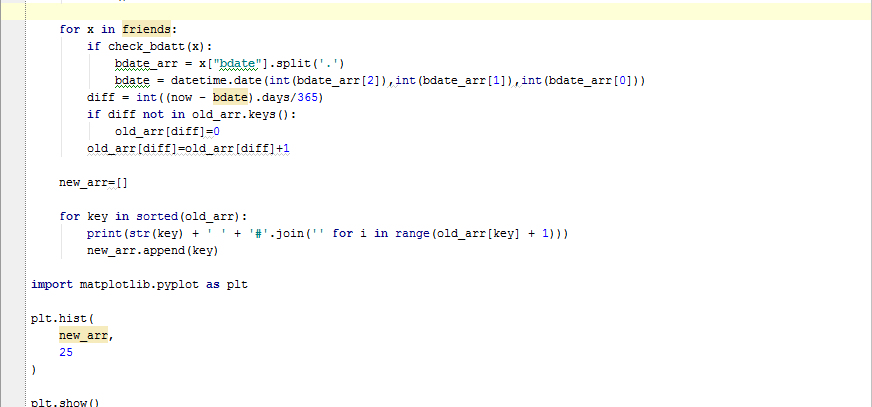 for x in friends:
if check_bdatt(x):
bdate_arr = x["bdate"].split('.')
bdate = datetime.date(int(bdate_arr[2]),int(bdate_arr[1]),int(bdate_arr[0]))
diff = int((now - bdate).days/365)
if diff not in old_arr.keys():
old_arr[diff]=0
old_arr[diff]=old_arr[diff]+1
new_arr=[]
for key in sorted(old_arr):
print(str(key) + ' ' + '#'.join('' for i in range(old_arr[key] + 1)))
new_arr.append(key)
import matplotlib.pyplot as plt
plt.hist(
new_arr,
25
)
plt.show()